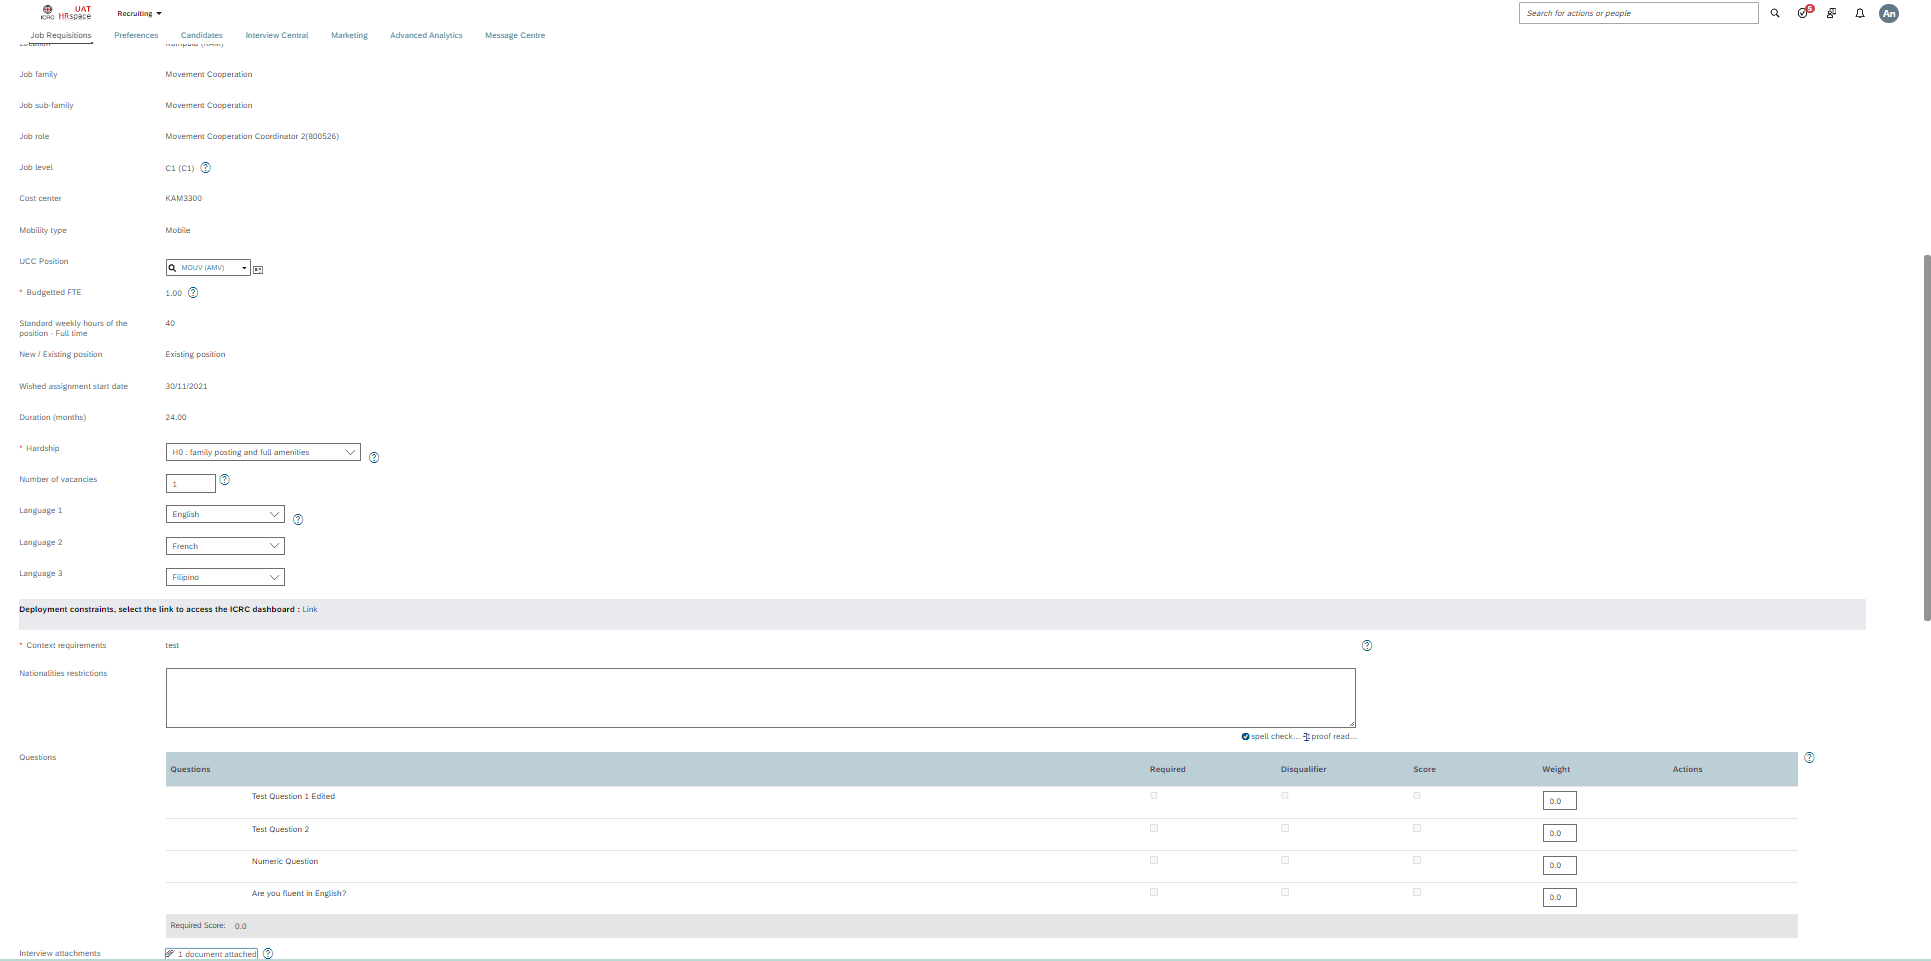 ICRC
UAT
HRspace
Recruiting
Search for actions or people
5
An
Job Requisitions Preferences Candidates Interview Central Marketing Advanced Analytics Message Centre
Location Kampala (KAM)
Job family Movement Cooperation
Job sub-family Movement Cooperation
Job role Movement Cooperation Coordinator 2(800526)
Job level C1 (C1) ?
Cost center KAM3300
Mobility type Mobile
UCC Position MOUV (AMV)
* Budgetted FTE 1.00 ?
Standard weekly hours of the 40
position - Full time
New / Existing position Existing position
Wished assignment start date 30/11/2021
Duration (months) 24.00
* Hardship H0 : family posting and full amenities ?
Number of vacancies 1 ?
Language 1 English ?
Language 2 French
Language 3 Filipino
Deployment constraints, select the link to access the ICRC dashboard : Link
* Context requirements test ?
Nationalities restrictions
spell check... proof read...
Questions ?
Questions Required Disqualifier Score Weight Actions
Test Question 1 Edited 0.0
Test Question 2 0.0
Numeric Question 0.0
Are you fluent in English? 0.0
Required Score: 0.0
Interview attachments 1 document attached ?